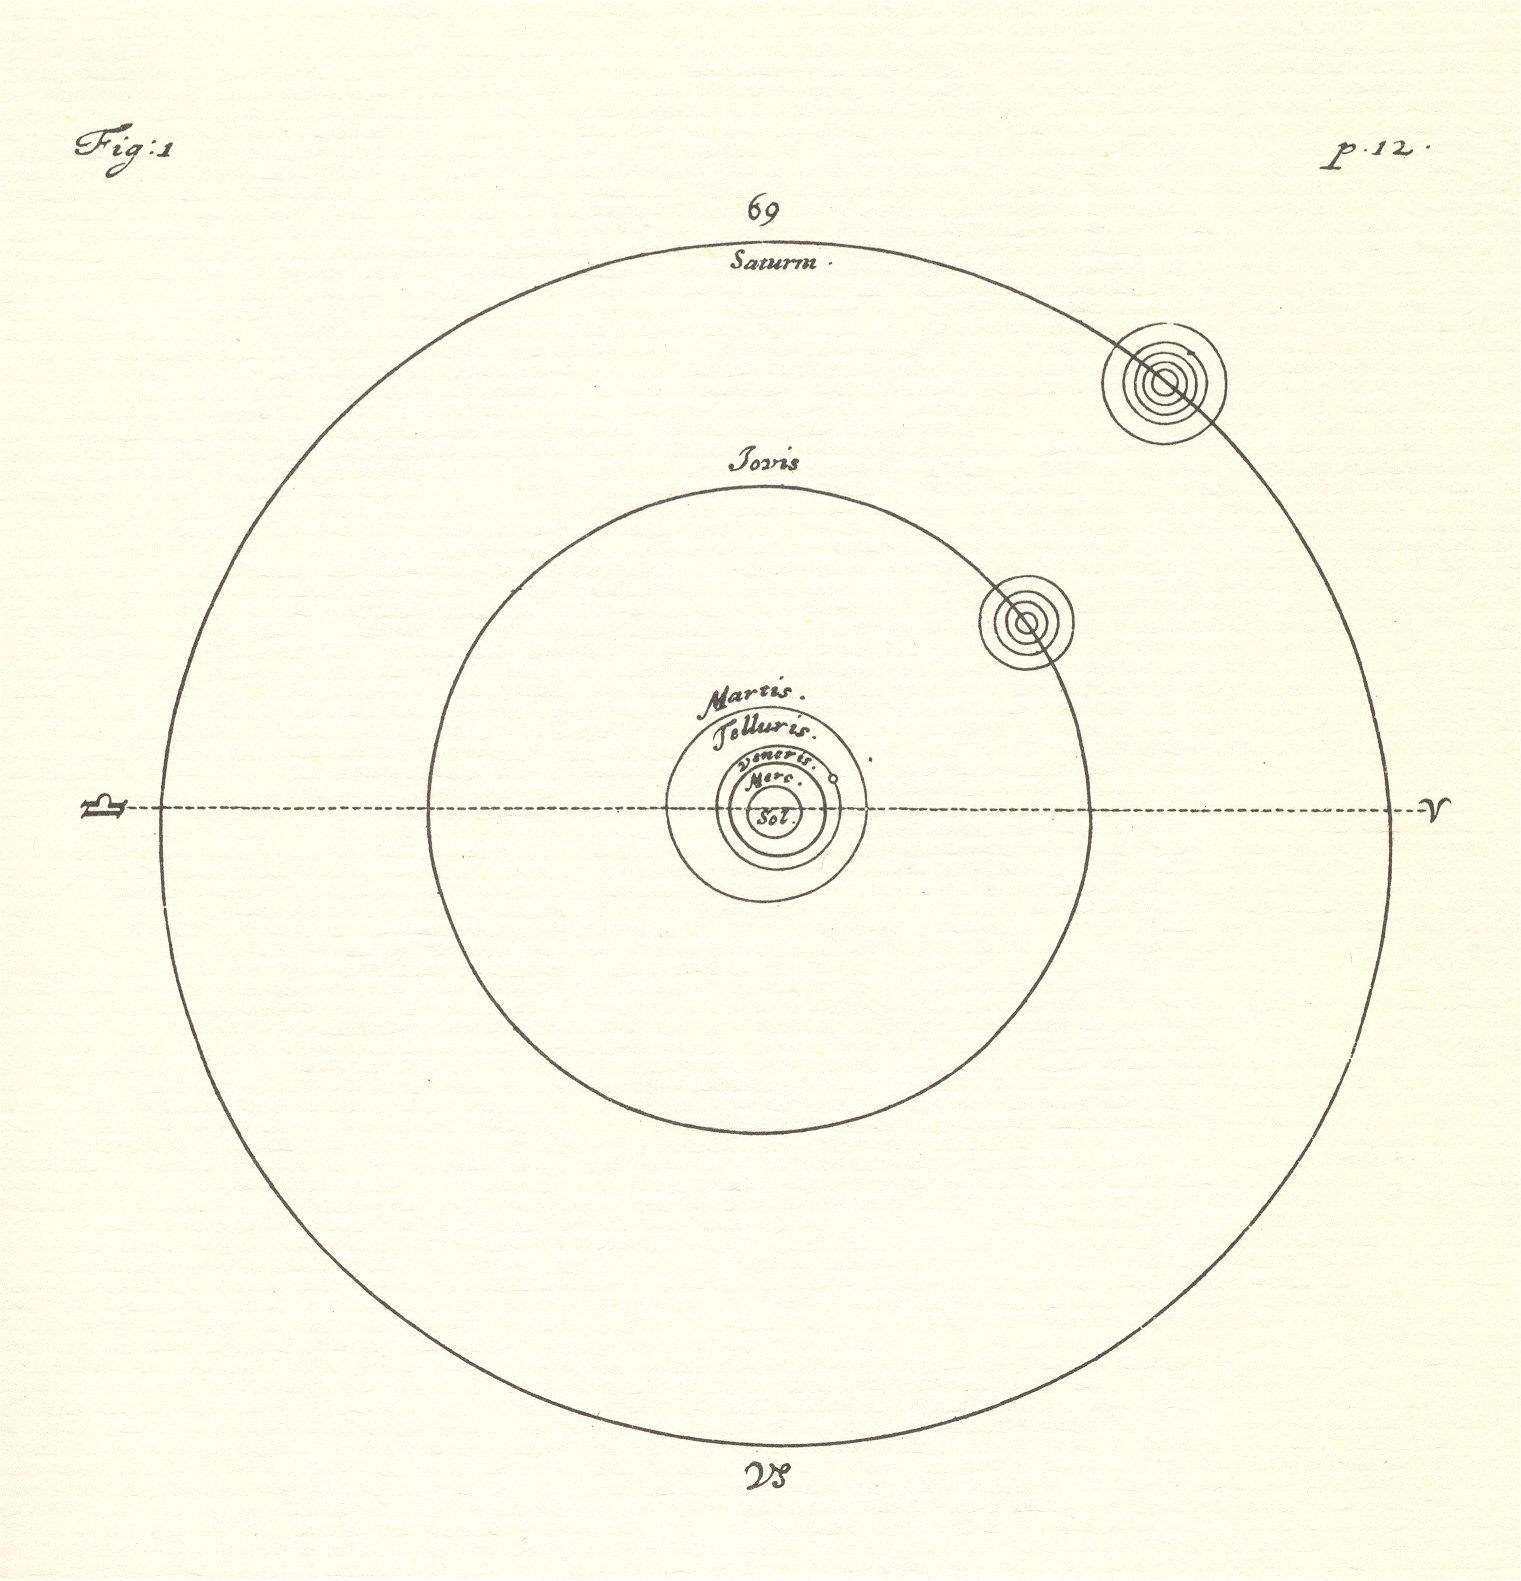 Fig:1
p.12.
69
Saturni.
Jovis
Martis.
Telluris.
Veneris.
Merc.
Sol.
♎ ♈
♑